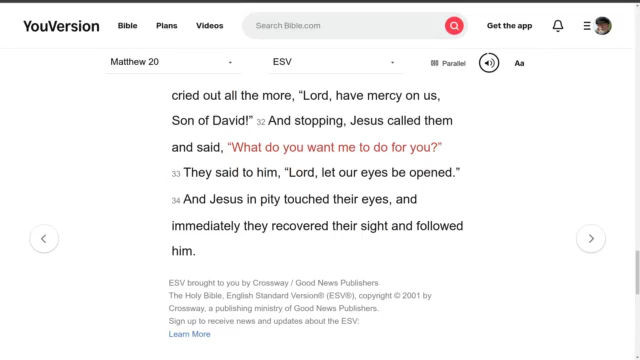 YouVersion Bible Plans Videos Search Bible.com Get the app
Matthew 20 ESV Parallel Aa
cried out all the more, “Lord, have mercy on us,
Son of David!” 32 And stopping, Jesus called them
and said, “What do you want me to do for you?”
33 They said to him, “Lord, let our eyes be opened.”
34 And Jesus in pity touched their eyes, and
immediately they recovered their sight and followed
him.
ESV brought to you by Crossway / Good News Publishers
The Holy Bible, English Standard Version® (ESV®), copyright © 2001 by
Crossway, a publishing ministry of Good News Publishers.
Sign up to receive news and updates about the ESV:
Learn More